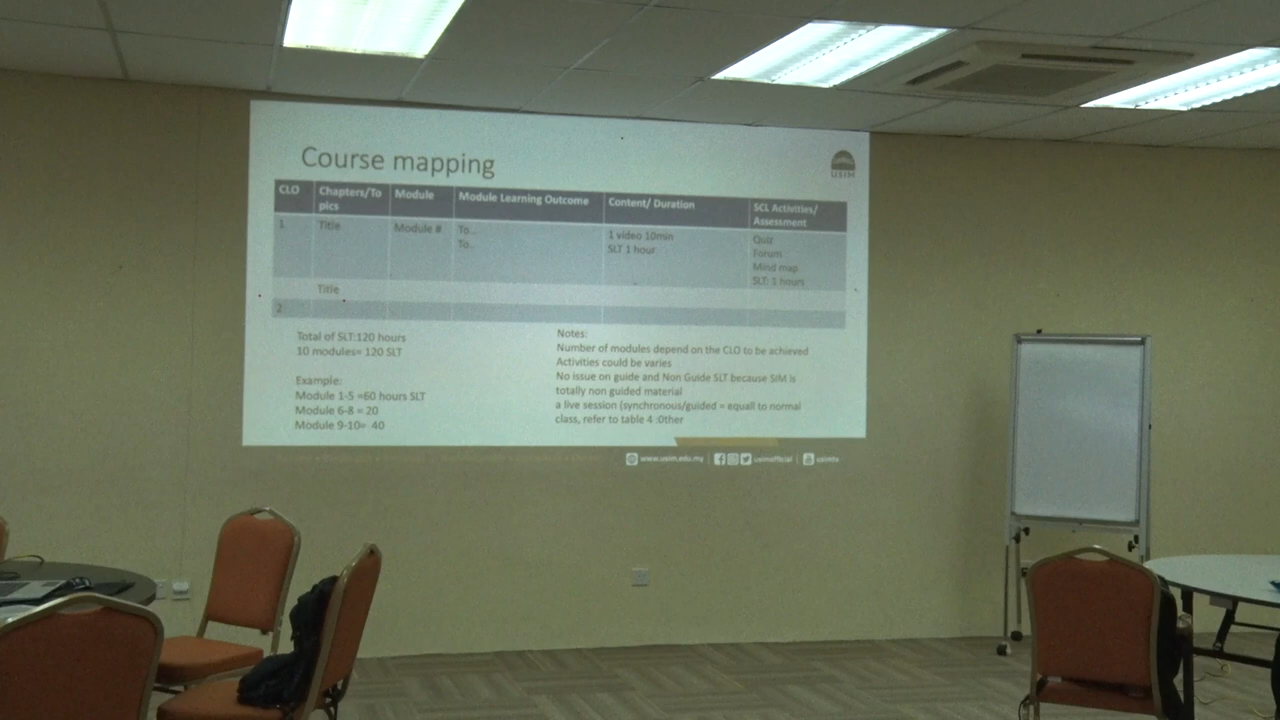 Course mapping
USIM
CLO
Chapters/To
pics
Module
Module Learning Outcome
Content/ Duration
SCL Activities/
Assessment
1
Title
Module #
To...
To..
1 video 10min
SLT 1 hour
Quiz
Forum
Mind map
SLT: 1 hours
Title
2
Total of SLT:120 hours
10 modules= 120 SLT
Example:
Module 1-5 =60 hours SLT
Module 6-8 = 20
Module 9-10= 40
Notes:
Number of modules depend on the CLO to be achieved
Activities could be varies
No issue on guide and Non Guide SLT because SIM is
totally non guided material
a live session (synchronous/guided = equall to normal
class, refer to table 4 :Other
www.usim.edu.my
usimofficial